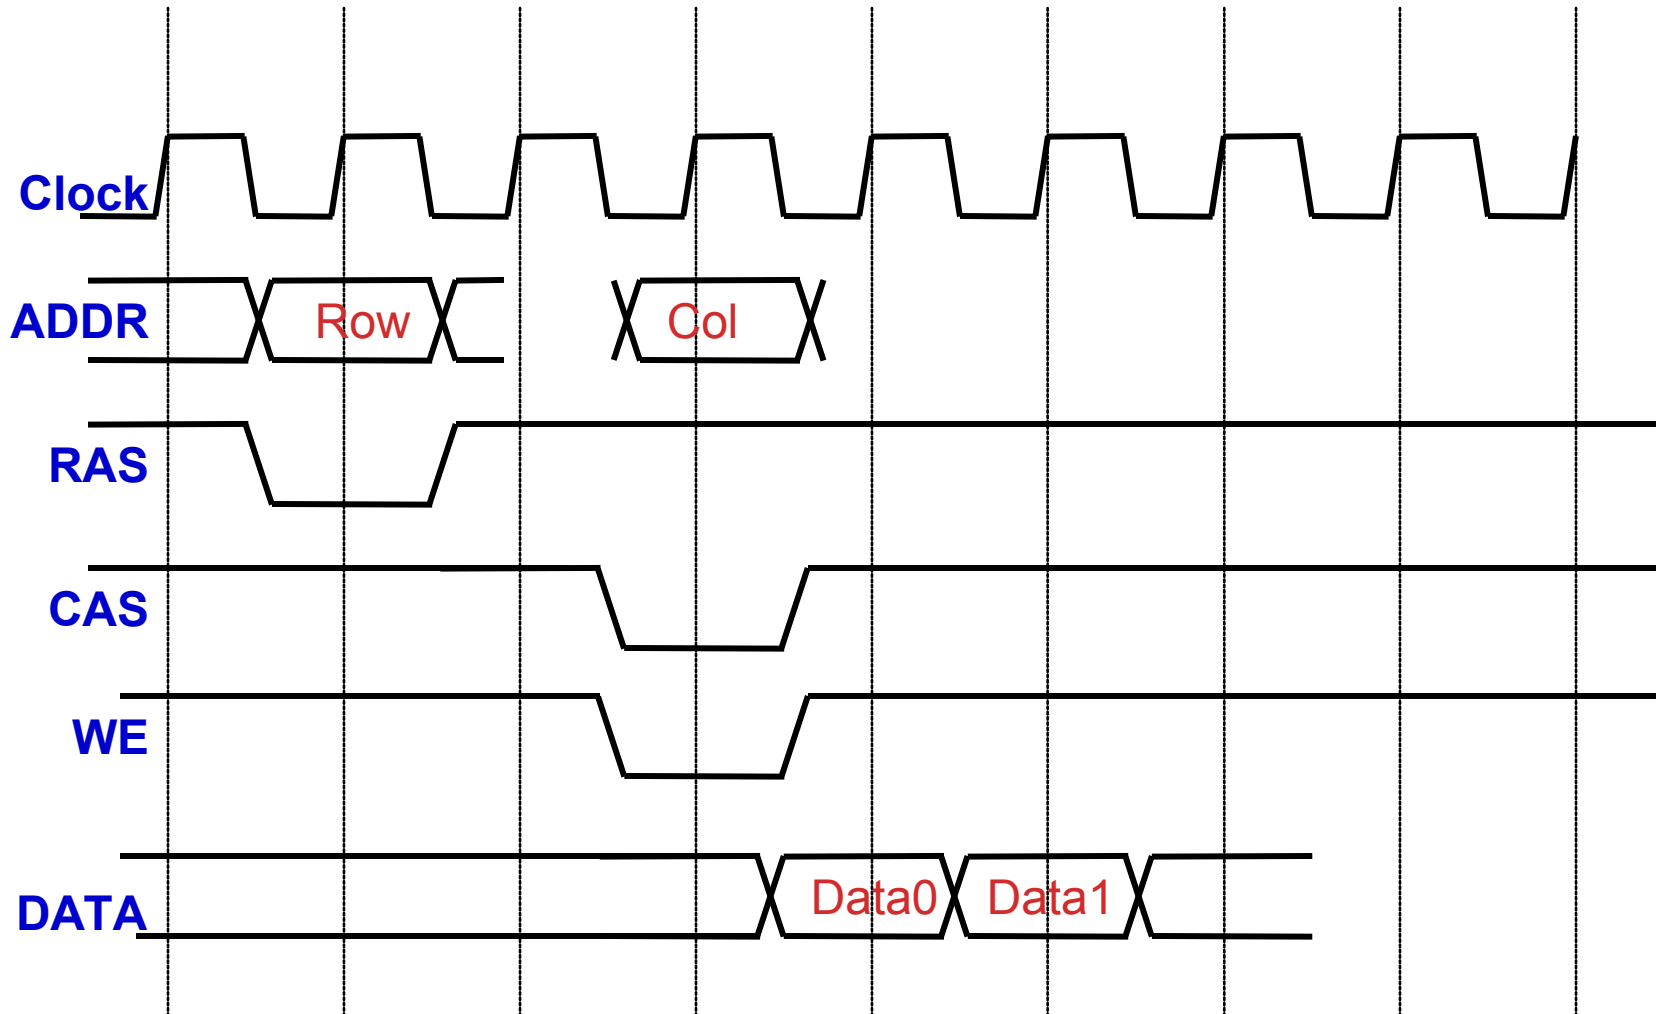 Clock
ADDR
Row
Col
RAS
CAS
WE
DATA
Data0
Data1